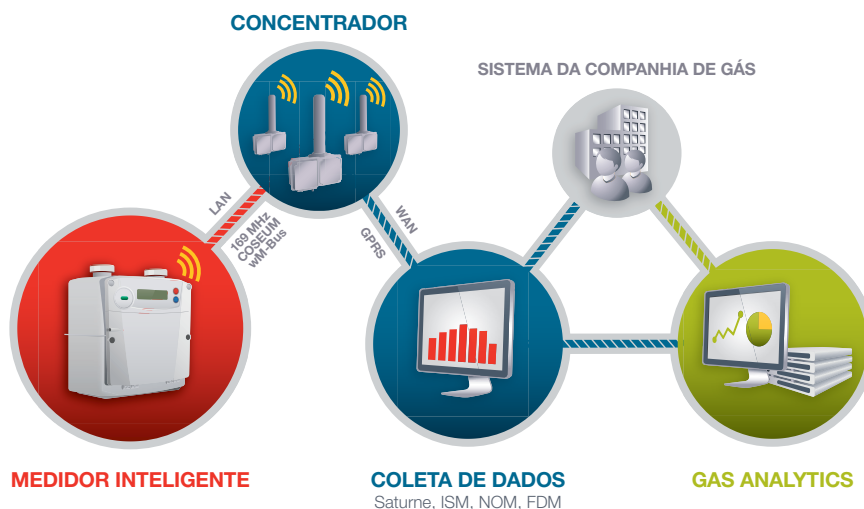 CONCENTRADOR
SISTEMA DA COMPANHIA DE GÁS
LAN
169 MHz
COSEUM
wM-Bus
WAN
GPRS
MEDIDOR INTELIGENTE
COLETA DE DADOS
Saturne, ISM, NOM, FDM
GAS ANALYTICS